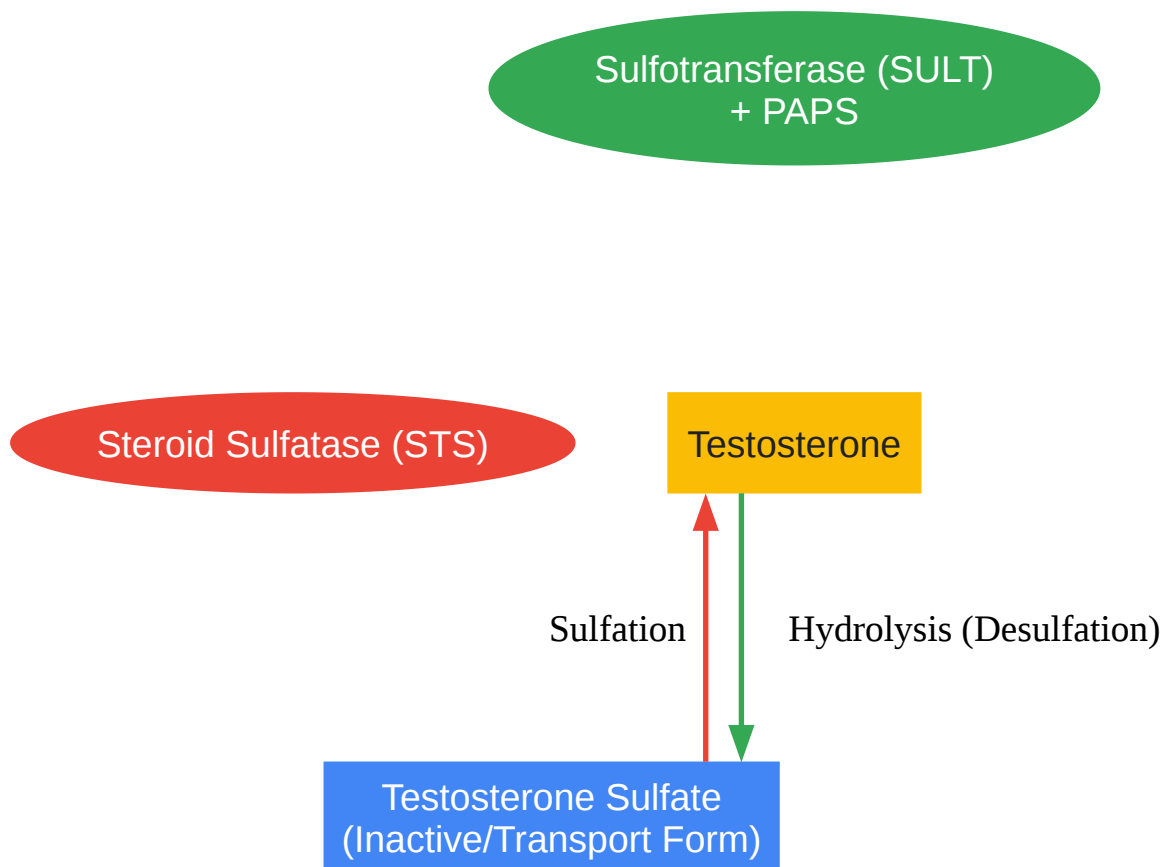 Sulfotransferase (SULT)
+ PAPS
Steroid Sulfatase (STS)
Testosterone
Sulfation
Hydrolysis (Desulfation)
Testosterone Sulfate
(Inactive/Transport Form)